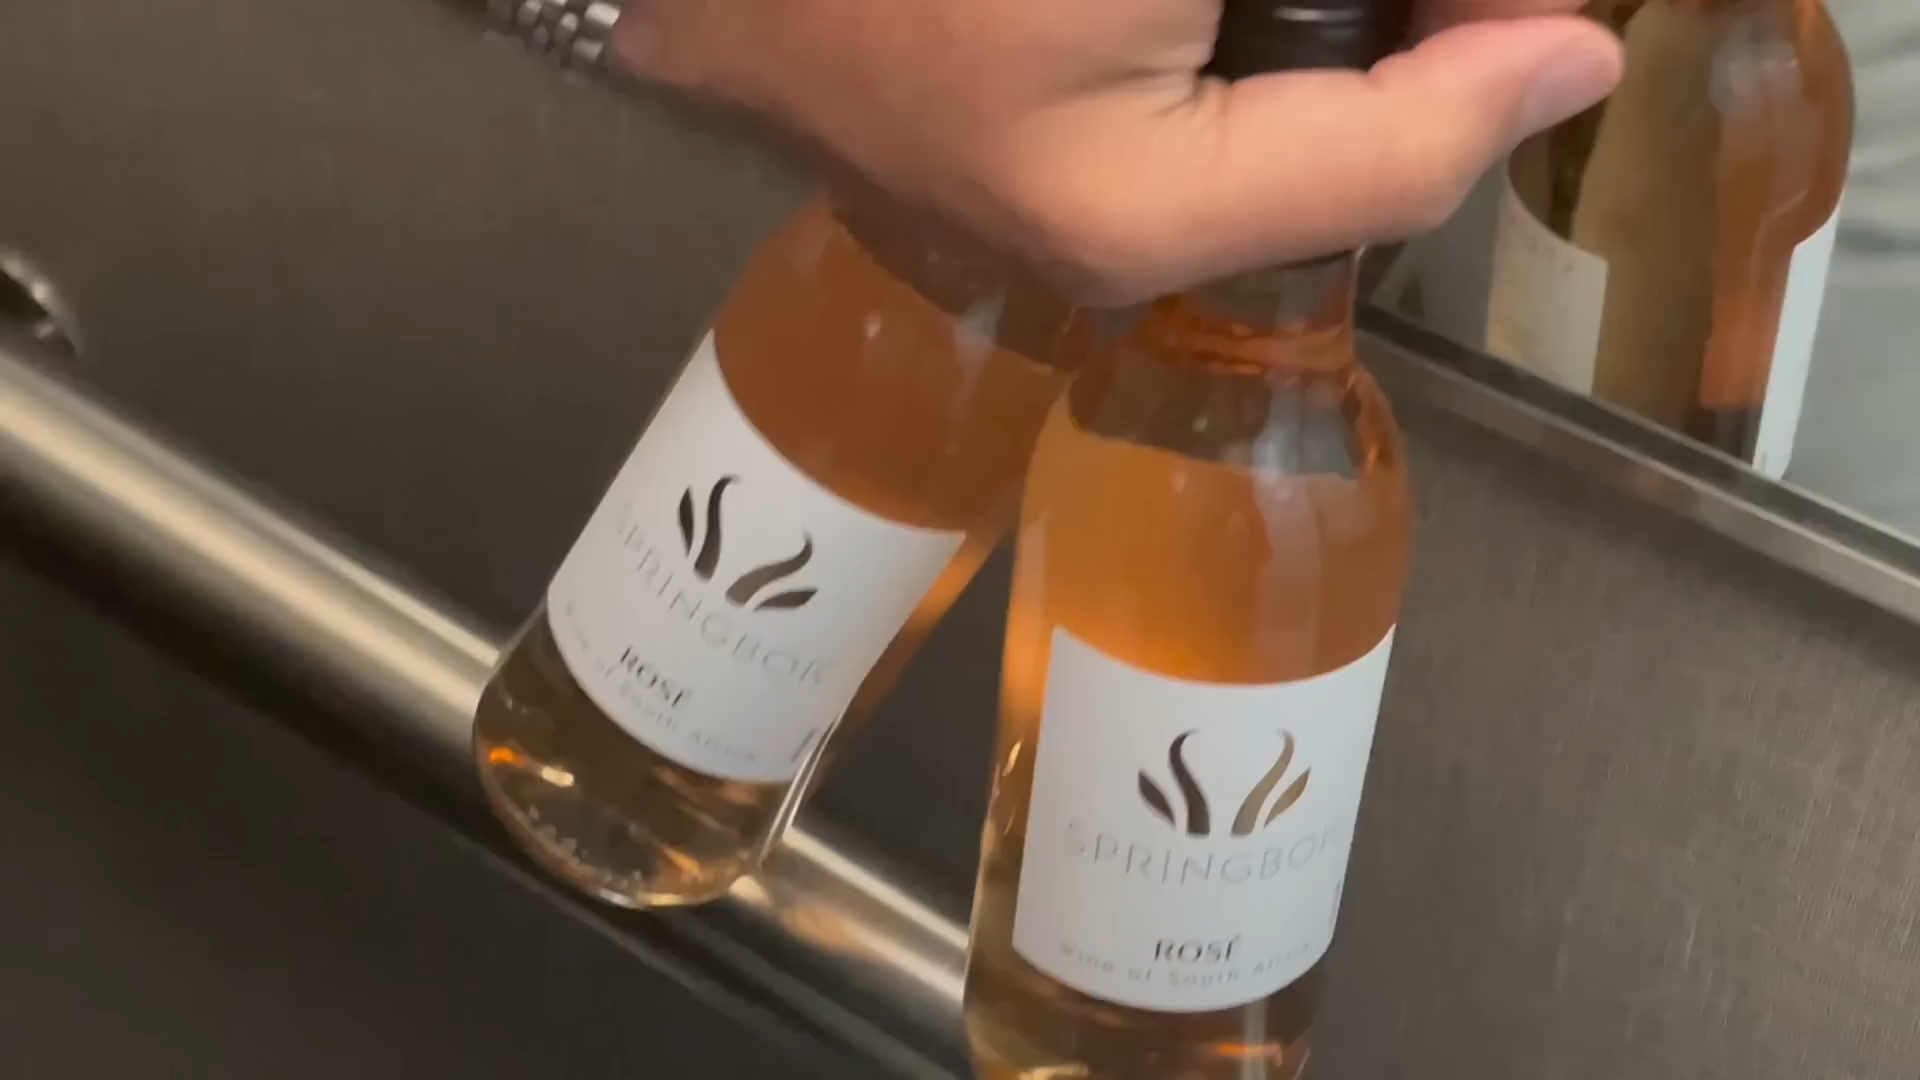 SPRINGBOK
ROSÉ
Wine of South Africa
SPRINGBOK
ROSÉ
Wine of South Africa